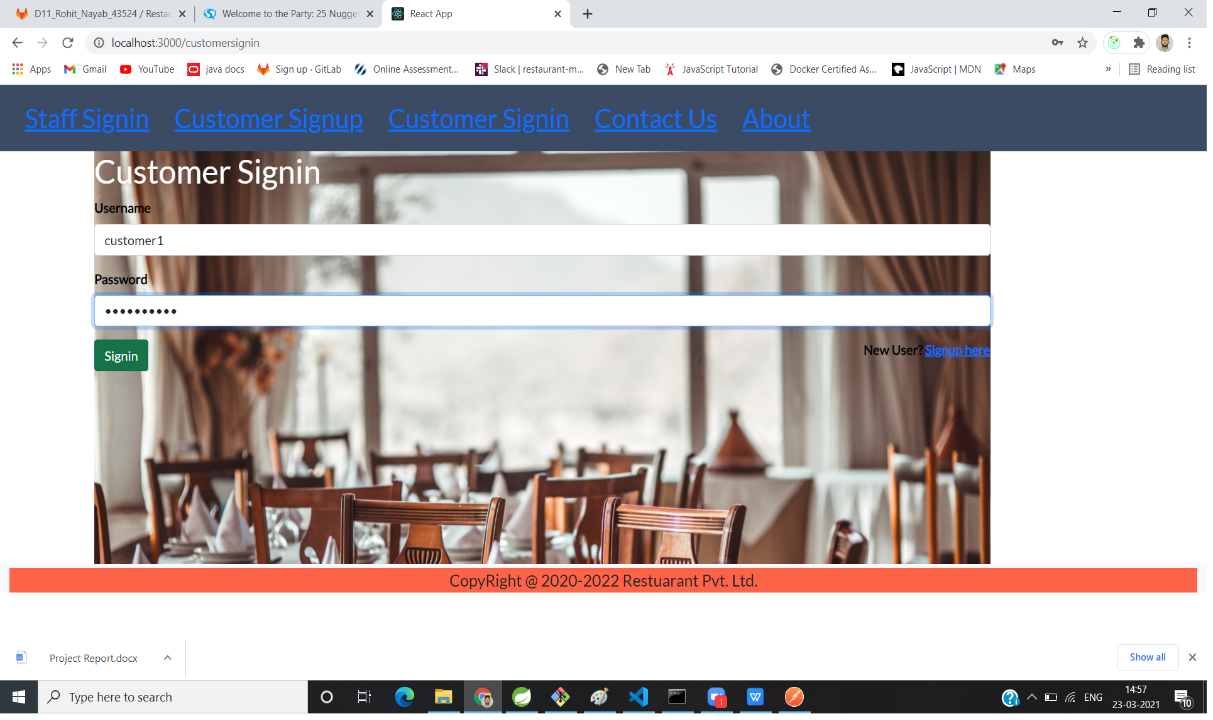 D11_Rohit_Nayab_43524 / Restau
Welcome to the Party: 25 Nugget
React App
localhost:3000/customersignin
Apps
Gmail
YouTube
java docs
Sign up · GitLab
Online Assessment...
Slack | restaurant-m...
New Tab
JavaScript Tutorial
Docker Certified As...
JavaScript | MDN
Maps
»
Reading list
Staff Signin
Customer Signup
Customer Signin
Contact Us
About
Customer Signin
Username
customer1
Password
••••••••••
Signin
New User? Signup here
CopyRight @ 2020-2022 Restuarant Pvt. Ltd.
Project Report.docx
Show all
Type here to search
ENG
14:57
23-03-2021
10